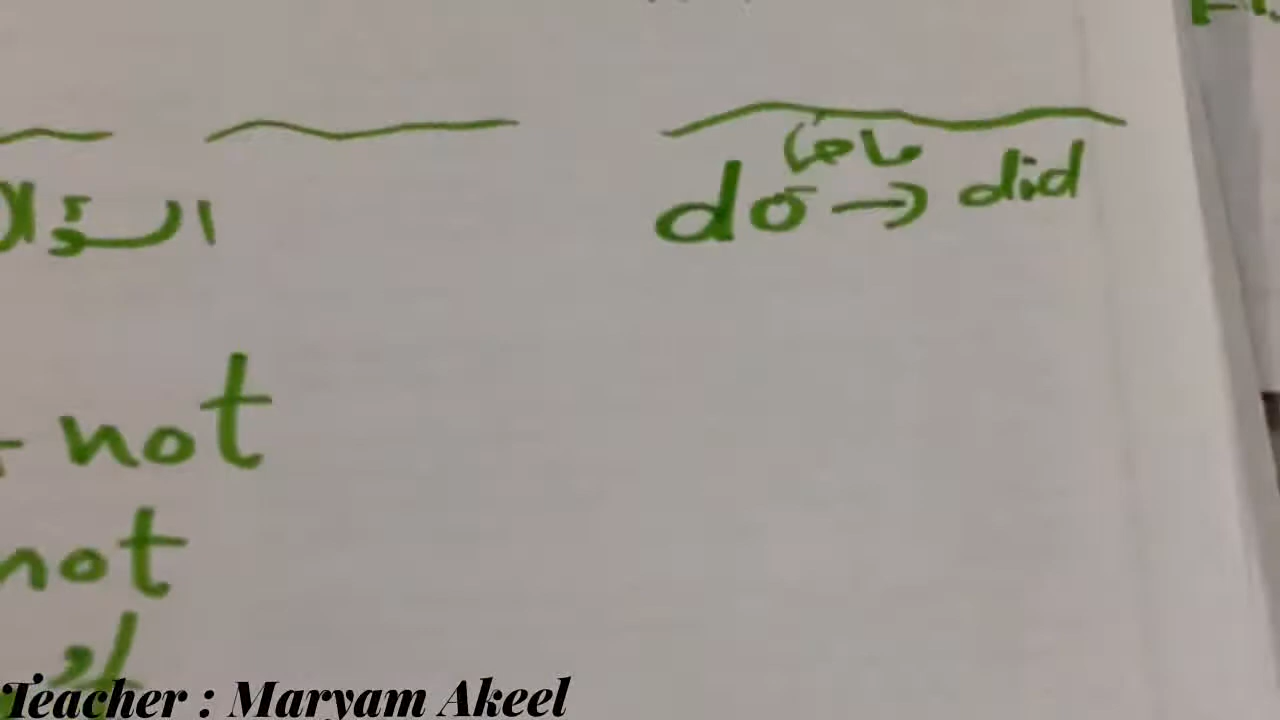 ماضي
do → did
السؤال
not
not
Teacher : Maryam Akeel